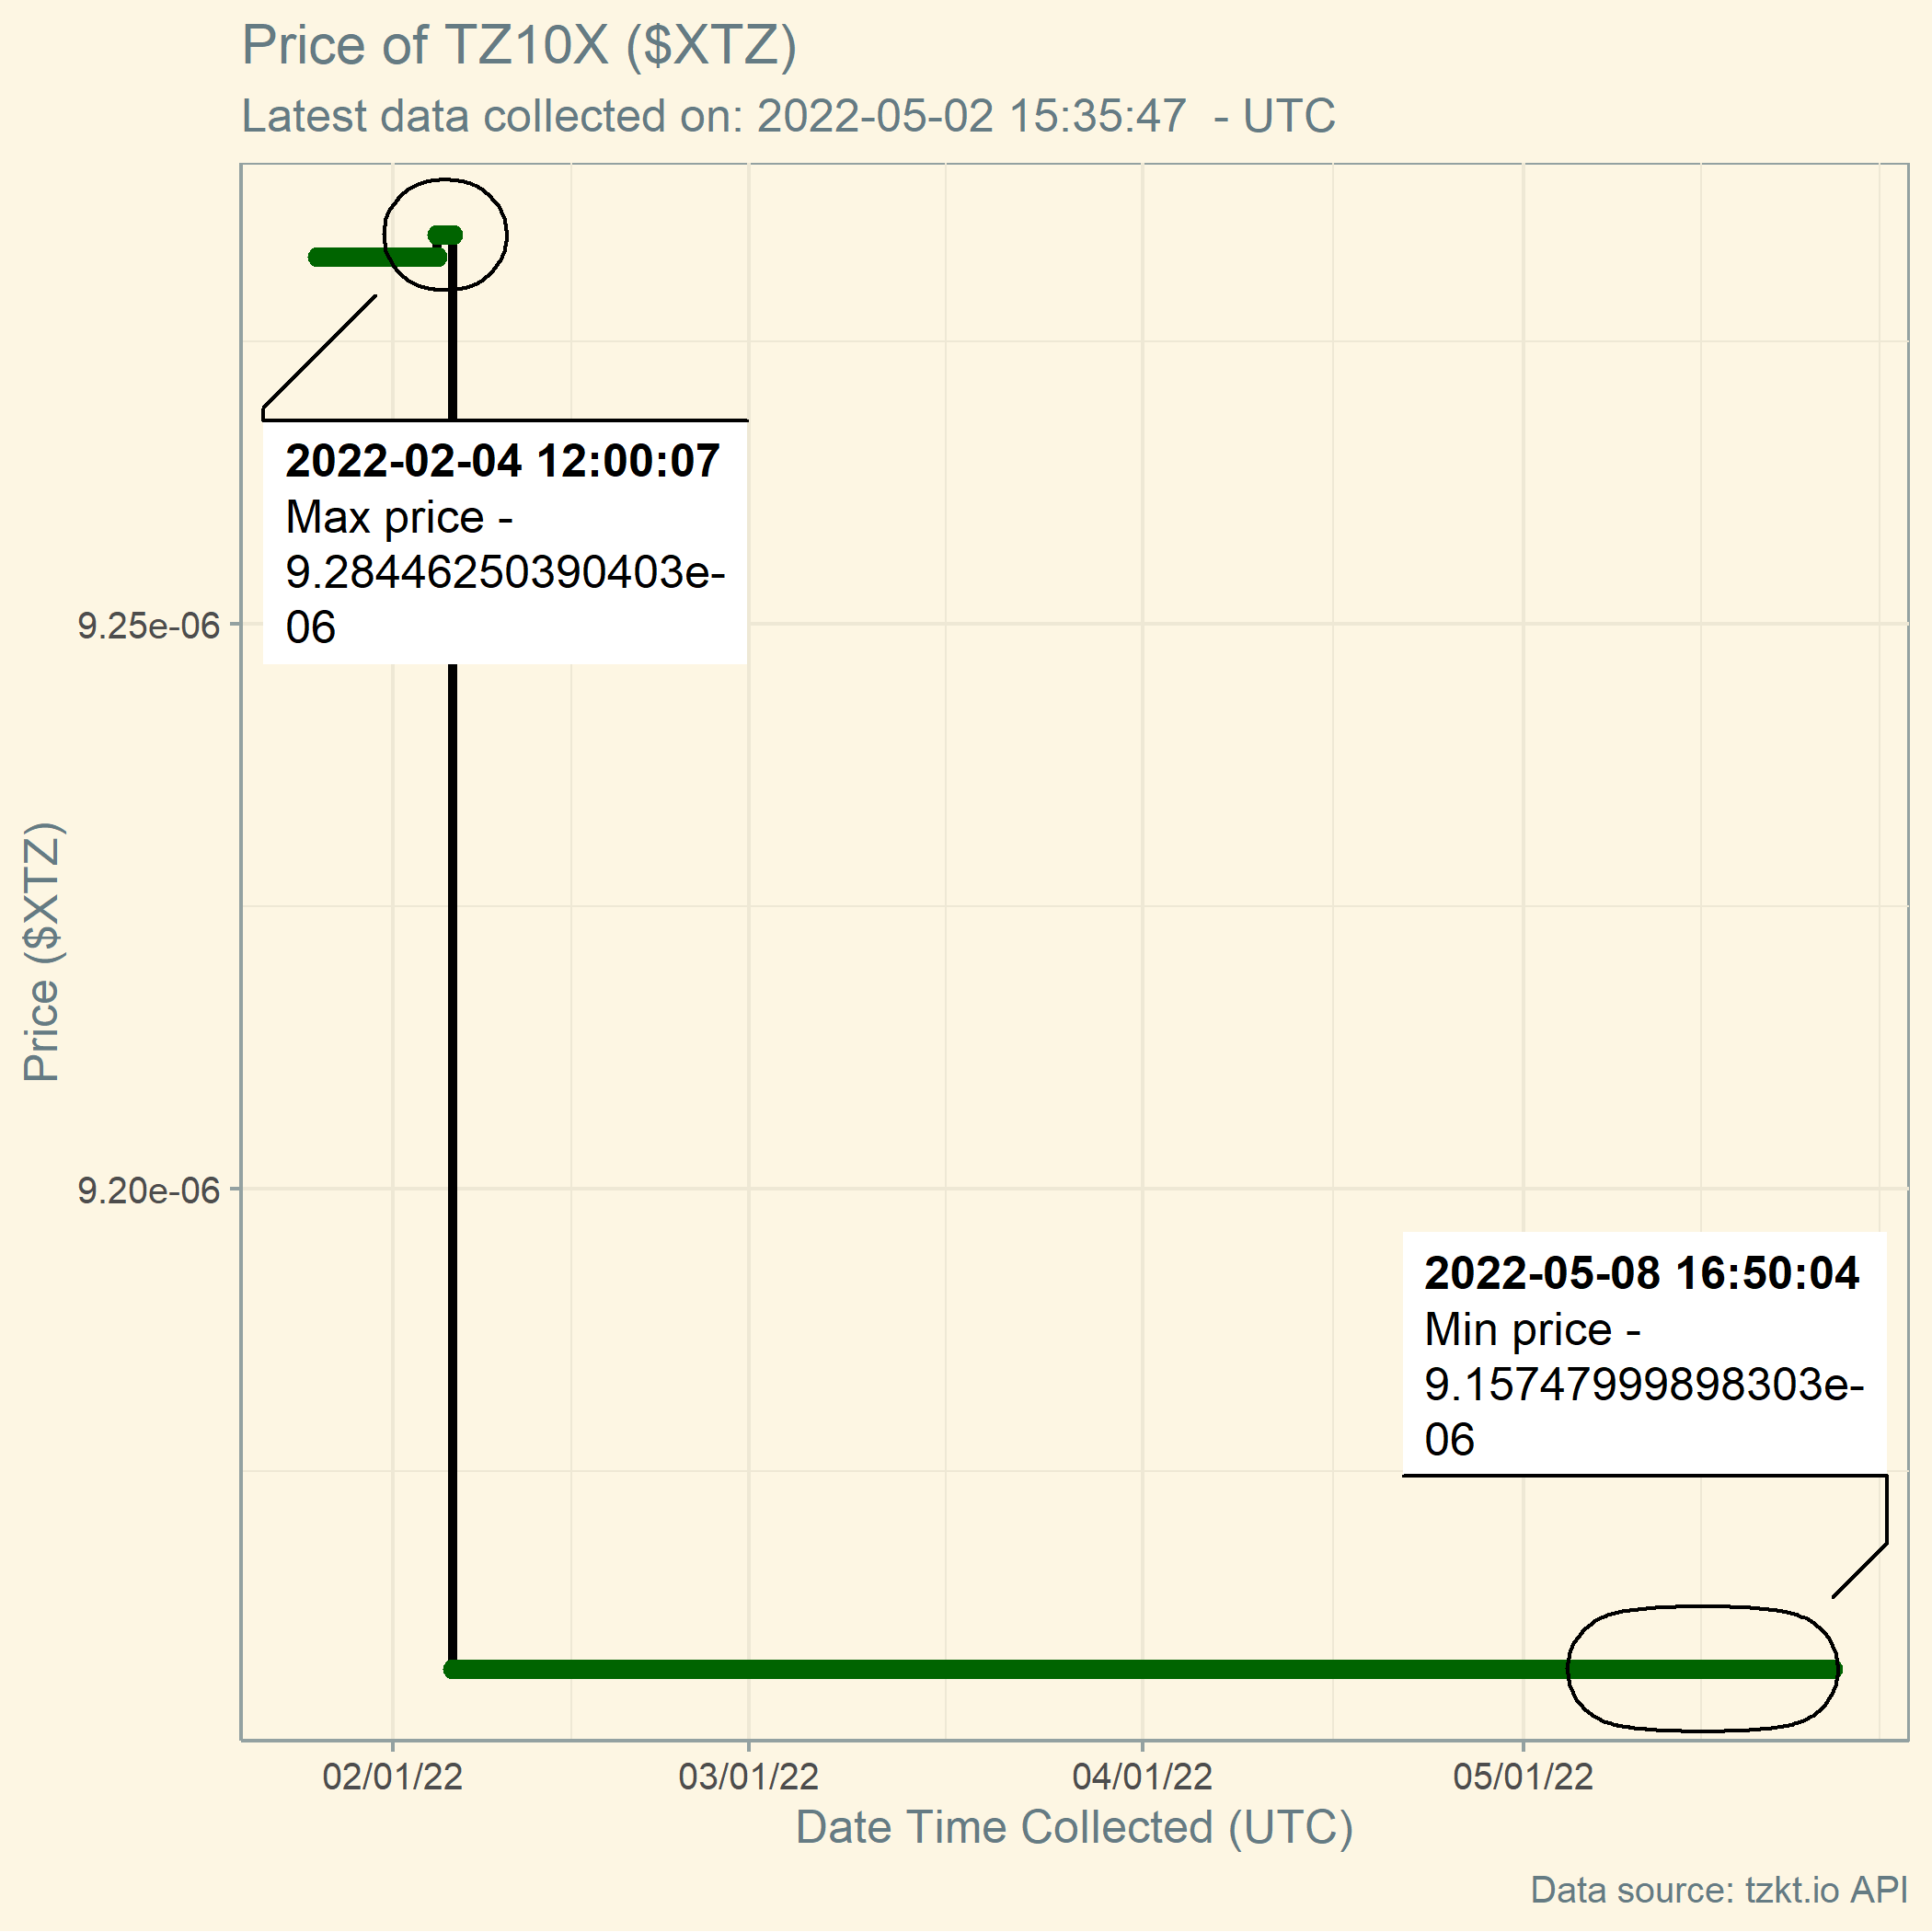 Price of TZ10X ($XTZ)
Latest data collected on: 2022-05-02 15:35:47  - UTC
2022-02-04 12:00:07
Max price -
9.28446250390403e-
06
9.25e-06
Price ($XTZ)
9.20e-06
2022-05-08 16:50:04
Min price -
9.15747999898303e-
06
02/01/22
03/01/22
04/01/22
05/01/22
Date Time Collected (UTC)
Data source: tzkt.io API